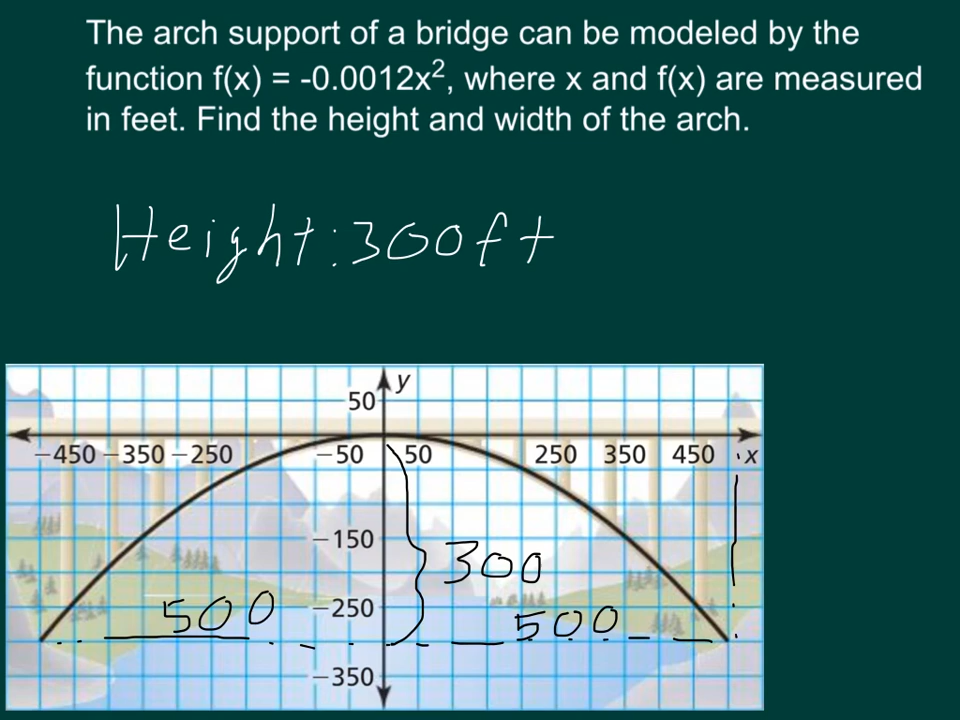 The arch support of a bridge can be modeled by the
function f(x) = -0.0012x², where x and f(x) are measured
in feet. Find the height and width of the arch.
Height: 300ft
y
50
-450 -350 -250 -50 50 250 350 450 x
-150
300
500 -250 500
-350